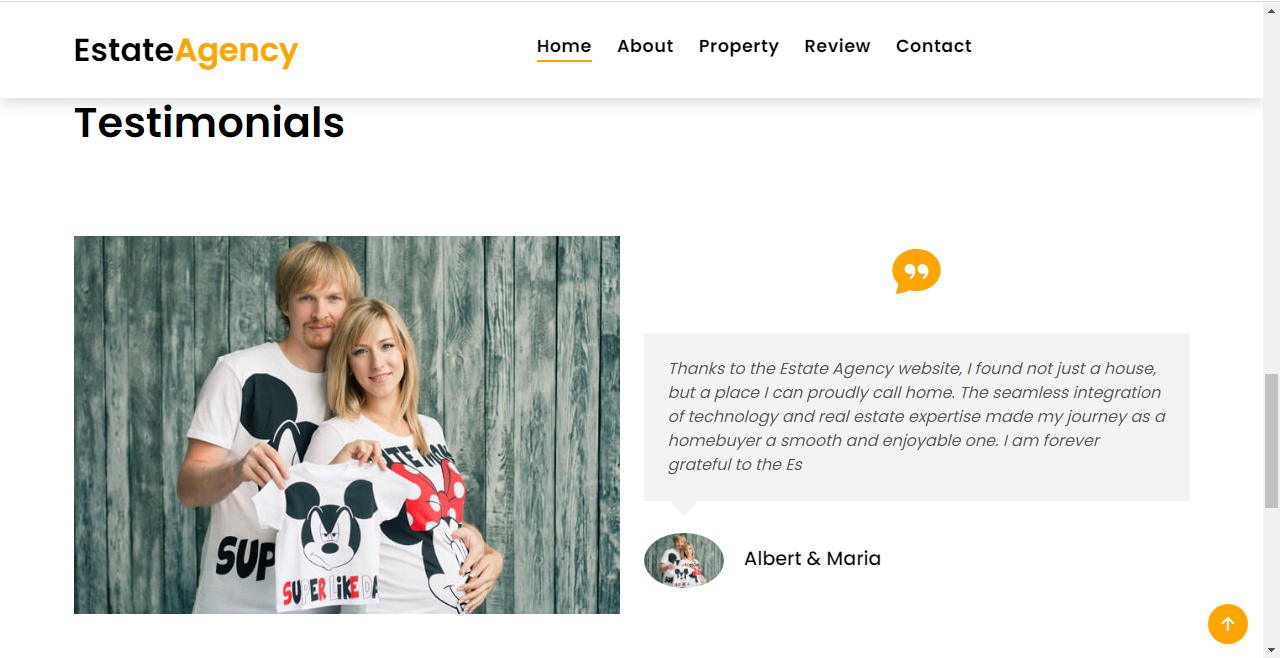 EstateAgency
Home About Property Review Contact
Testimonials
Thanks to the Estate Agency website, I found not just a house,
but a place I can proudly call home. The seamless integration
of technology and real estate expertise made my journey as a
homebuyer a smooth and enjoyable one. I am forever
grateful to the Es
SUP
SUPER LIKE DA
Albert & Maria